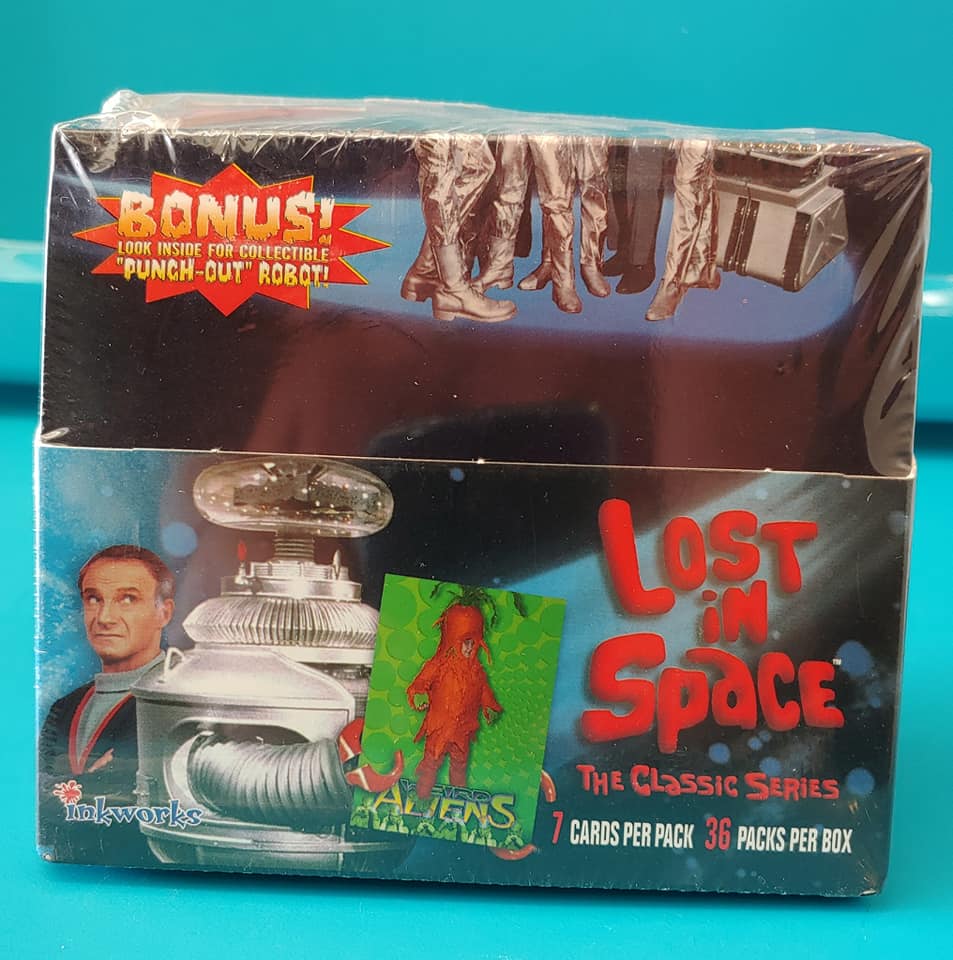 BONUS!
LOOK INSIDE FOR COLLECTIBLE
"PUNCH-OUT" ROBOT!
LOST
IN
SPACE™
THE CLASSIC SERIES
7 CARDS PER PACK 36 PACKS PER BOX
ALIENS
inkworks